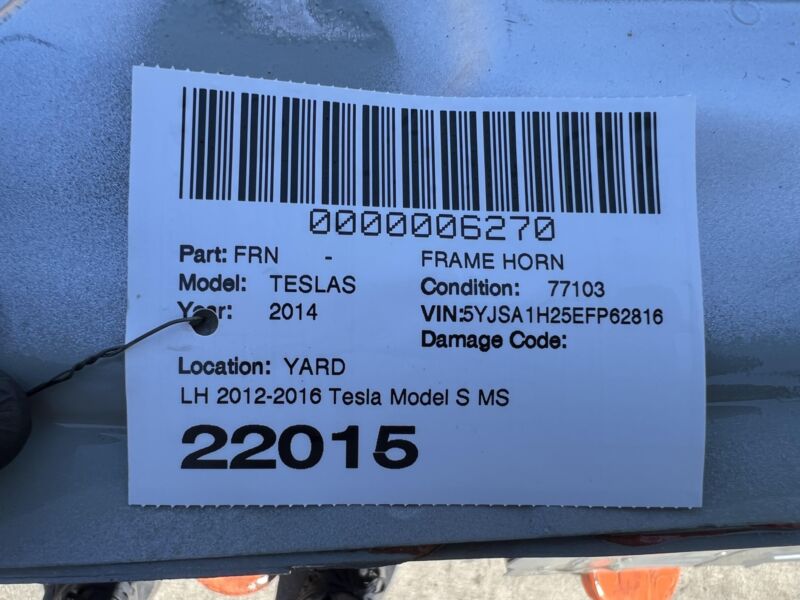 0000006270
Part: FRN - FRAME HORN
Model: TESLAS Condition: 77103
Year: 2014 VIN:5YJSA1H25EFP62816
Damage Code:
Location: YARD
LH 2012-2016 Tesla Model S MS
22015